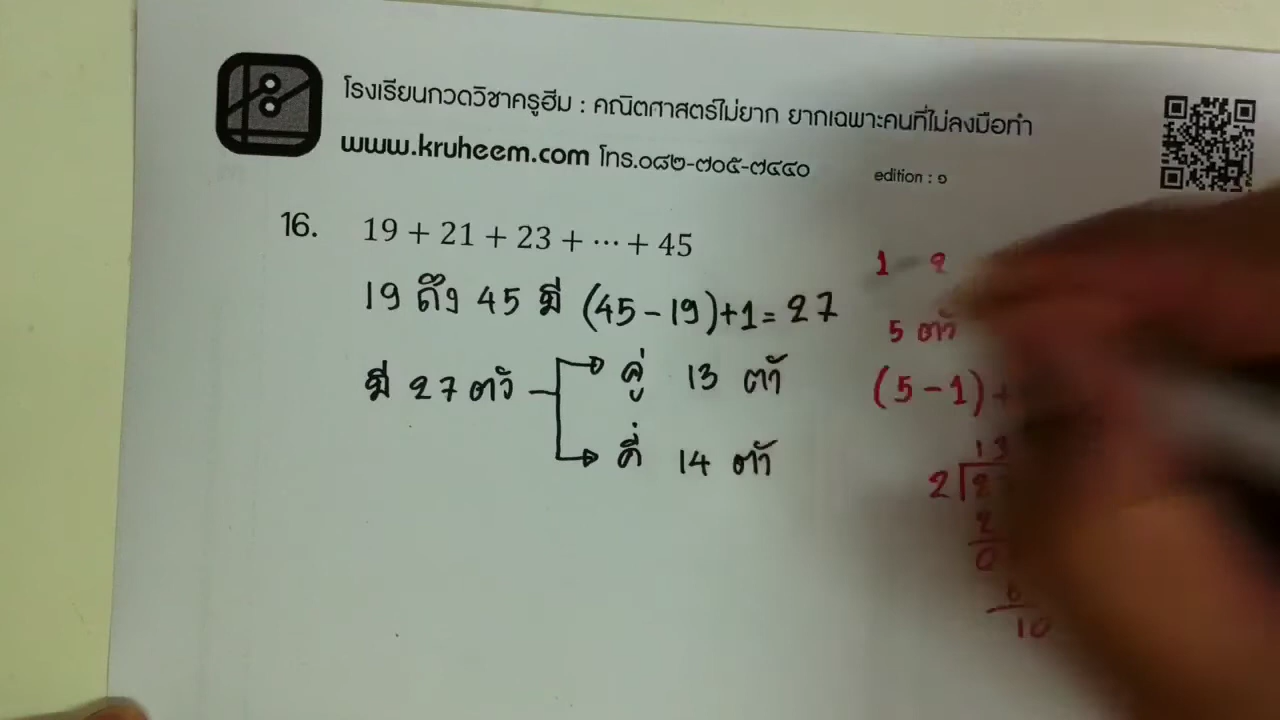 โรงเรียนกวดวิชาครูฮีม : คณิตศาสตร์ไม่ยาก ยากเฉพาะคนที่ไม่ลงมือทำ
www.kruheem.com โทร.๐๘๒-๗๐๕-๗๔๔๐
edition : ๑
16. 19 + 21 + 23 + ⋯ + 45
19 ถึง 45 มี (45 - 19) + 1 = 27
มี 27 ตัว
คู่ 13 ตัว
คี่ 14 ตัว
1 2
5 ตัว
(5 - 1) +
13
2
2
0
10